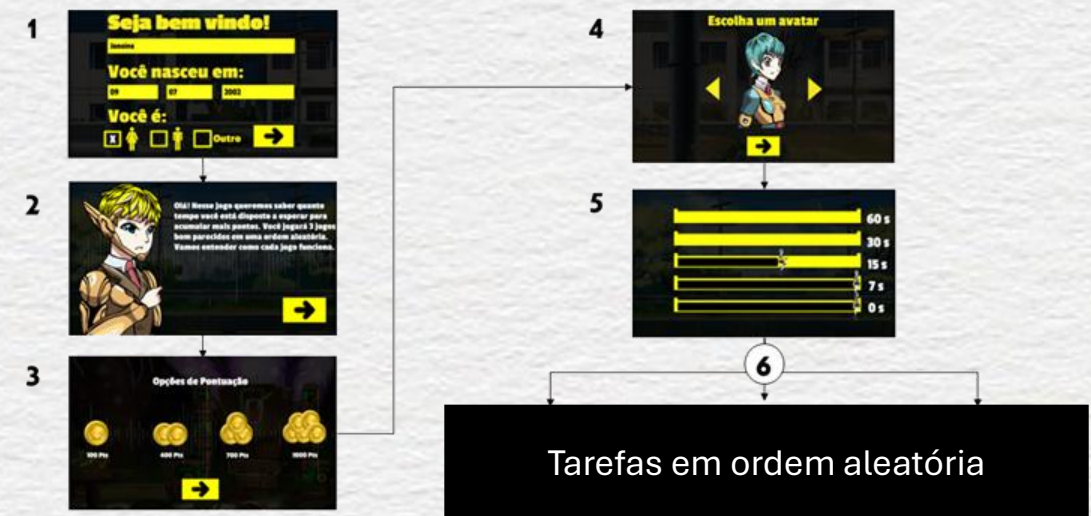 1
Seja bem vindo!
Janaina
Você nasceu em:
09 07 2002
Você é:
X Outro
2
Olá! Nesse jogo queremos saber quanto
tempo você está disposto a esperar para
acumular mais pontos. Você jogará 3 jogos
bem parecidos em uma ordem aleatória.
Vamos entender como cada jogo funciona.
3
Opções de Pontuação
100 Pts 400 Pts 700 Pts 1000 Pts
4
Escolha um avatar
5
60 s
30 s
15 s
7 s
0 s
6
Tarefas em ordem aleatória